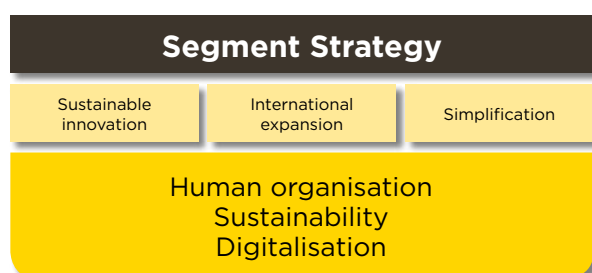 Segment Strategy
Sustainable
innovation
International
expansion
Simplification
Human organisation
Sustainability
Digitalisation